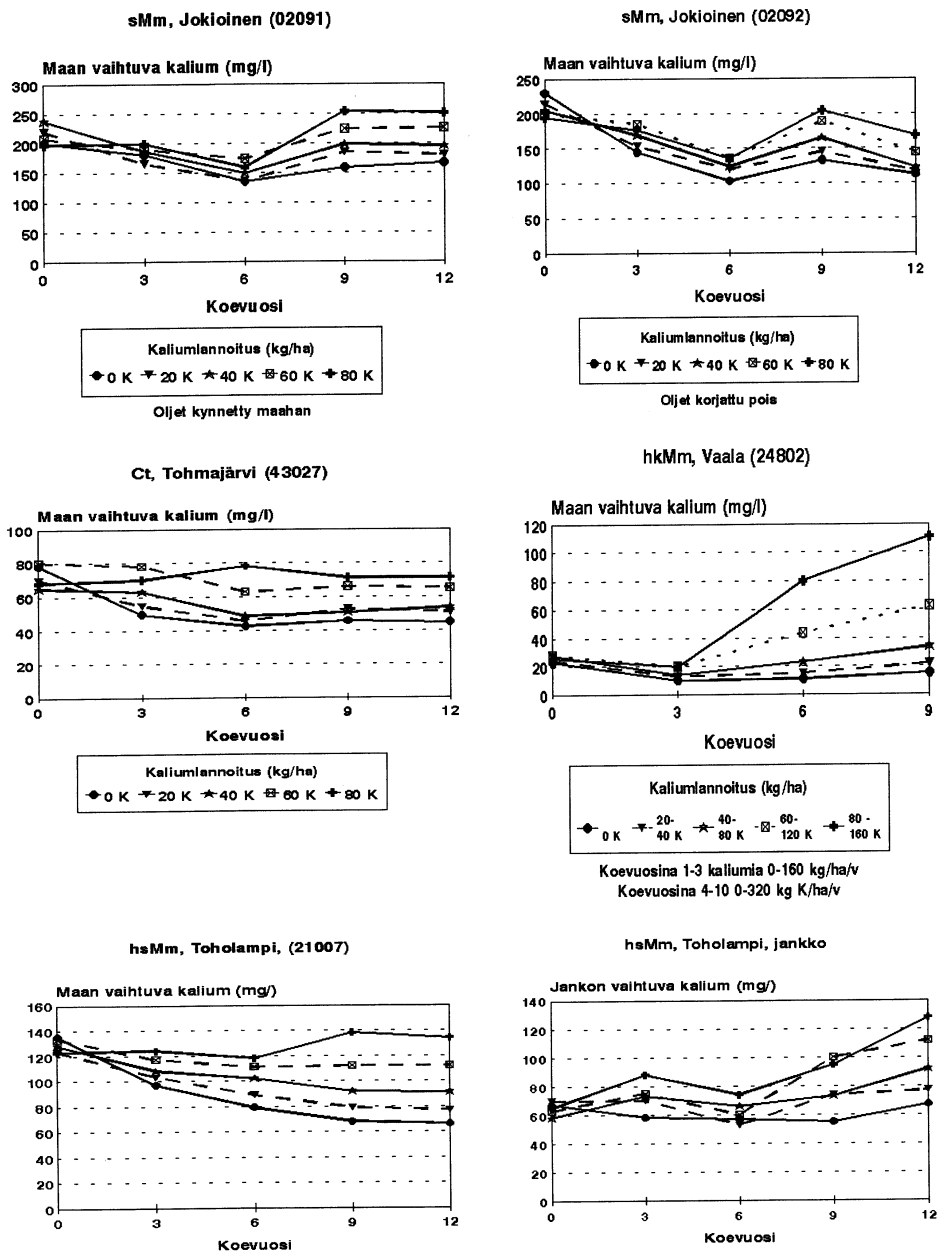 sMm, Jokioinen (02091)
Maan vaihtuva kalium (mg/l)
300
250
200
150
100
50
0
0 3 6 9 12
Koevuosi
Kaliumlannoitus (kg/ha)
0 K 20 K 40 K 60 K 80 K
Oljet kynnetty maahan
sMm, Jokioinen (02092)
Maan vaihtuva kalium (mg/l)
250
200
150
100
50
0
0 3 6 9 12
Koevuosi
Kaliumlannoitus (kg/ha)
0 K 20 K 40 K 60 K 80 K
Oljet korjattu pois
Ct, Tohmajärvi (43027)
Maan vaihtuva kalium (mg/l)
100
80
60
40
20
0
0 3 6 9 12
Koevuosi
Kaliumlannoitus (kg/ha)
0 K 20 K 40 K 60 K 80 K
hkMm, Vaala (24802)
Maan vaihtuva kalium (mg/l)
120
100
80
60
40
20
0
0 3 6 9
Koevuosi
Kaliumlannoitus (kg/ha)
0 K 20-40 K 40-80 K 60-120 K 80-160 K
Koevuosina 1-3 kaliumia 0-160 kg/ha/v
Koevuosina 4-10 0-320 kg K/ha/v
hsMm, Toholampi, (21007)
Maan vaihtuva kalium (mg/)
160
140
120
100
80
60
40
20
0
0 3 6 9 12
Koevuosi
hsMm, Toholampi, jankko
Jankon vaihtuva kalium (mg/)
140
120
100
80
60
40
20
0
0 3 6 9 12
Koevuosi